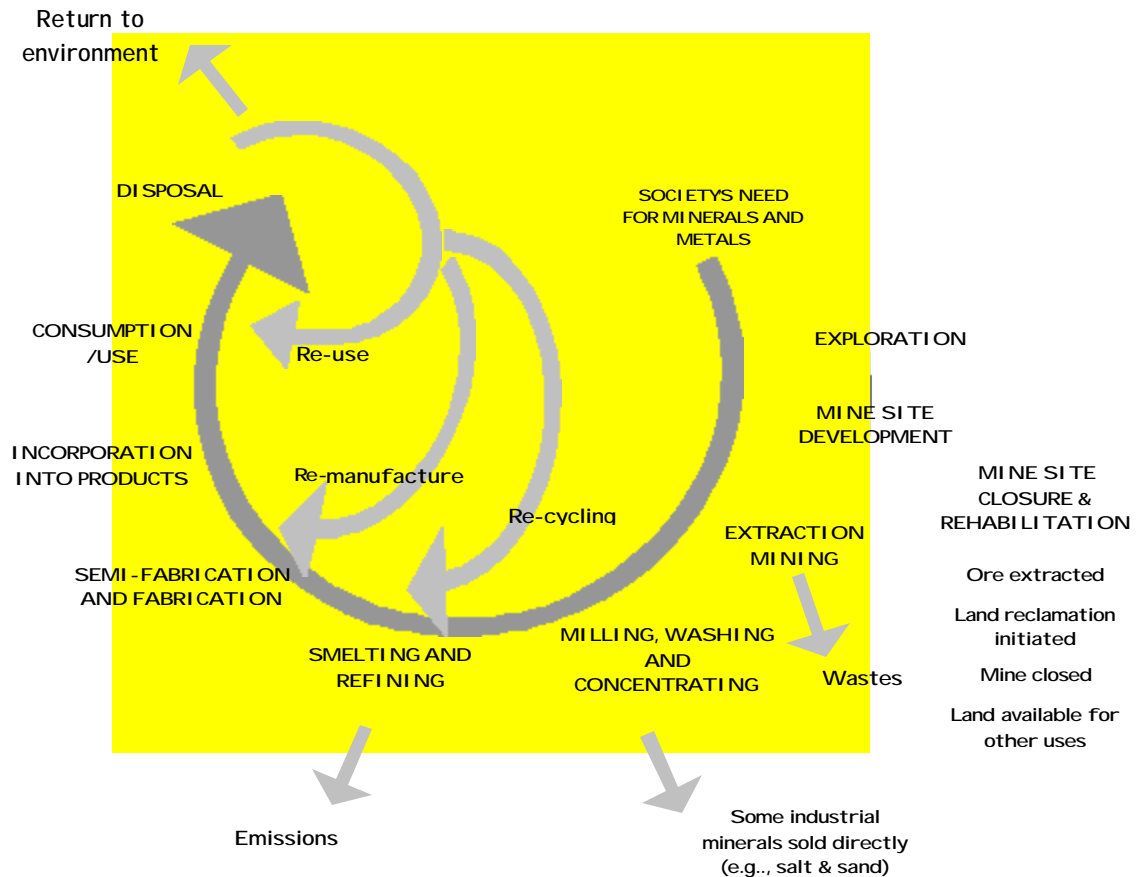 Return to
environment
DISPOSAL
SOCIETY'S NEED
FOR MINERALS AND
METALS
CONSUMPTION
/USE
Re-use
EXPLORATION
MINE SITE
DEVELOPMENT
INCORPORATION
INTO PRODUCTS
Re-manufacture
Re-cycling
MINE SITE
CLOSURE &
REHABILITATION
EXTRACTION
MINING
SEMI-FABRICATION
AND FABRICATION
Ore extracted
Land reclamation
initiated
SMELTING AND
REFINING
MILLING, WASHING
AND
CONCENTRATING
Wastes
Mine closed
Land available for
other uses
Emissions
Some industrial
minerals sold directly
(e.g.., salt & sand)